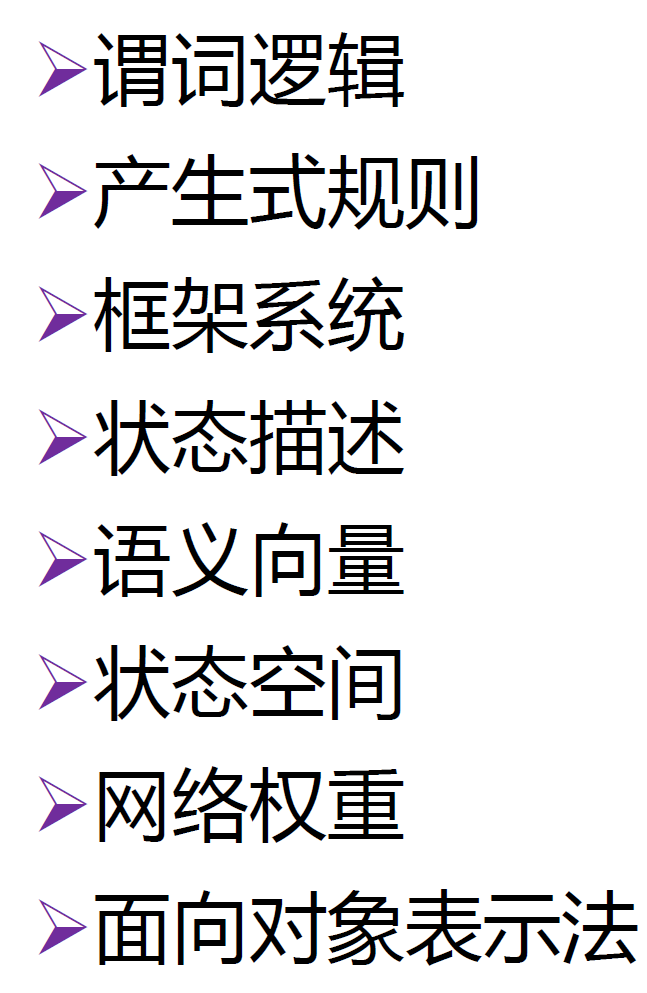 谓词逻辑
产生式规则
框架系统
状态描述
语义向量
状态空间
网络权重
面向对象表示法